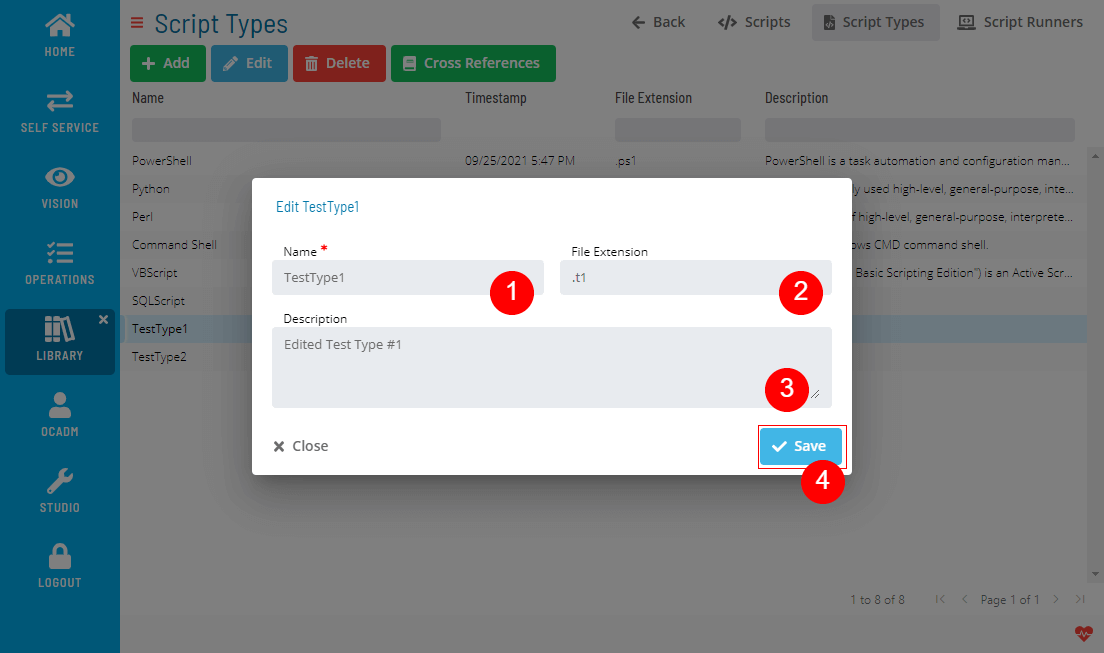 HOME
SELF SERVICE
VISION
OPERATIONS
LIBRARY
OCADM
STUDIO
LOGOUT
Script Types
Back
Scripts
Script Types
Script Runners
Add
Edit
Delete
Cross References
Name Timestamp File Extension Description
PowerShell 09/25/2021 5:47 PM .ps1 PowerShell is a task automation and configuration man...
Python y used high-level, general-purpose, inte...
Perl f high-level, general-purpose, interprete...
Command Shell ows CMD command shell.
VBScript Basic Scripting Edition") is an Active Scr...
SQLScript
TestType1
TestType2
Edit TestType1
Name * File Extension
TestType1 .t1
1 2
Description
Edited Test Type #1
3
Close Save
4
1 to 8 of 8 Page 1 of 1